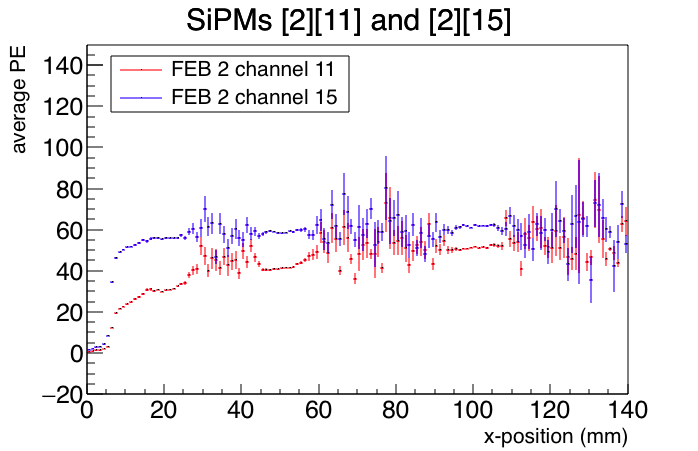 SiPMs [2][11] and [2][15]
average PE
140
120
100
80
60
40
20
0
−20
FEB 2 channel 11
FEB 2 channel 15
0 20 40 60 80 100 120 140
x-position (mm)